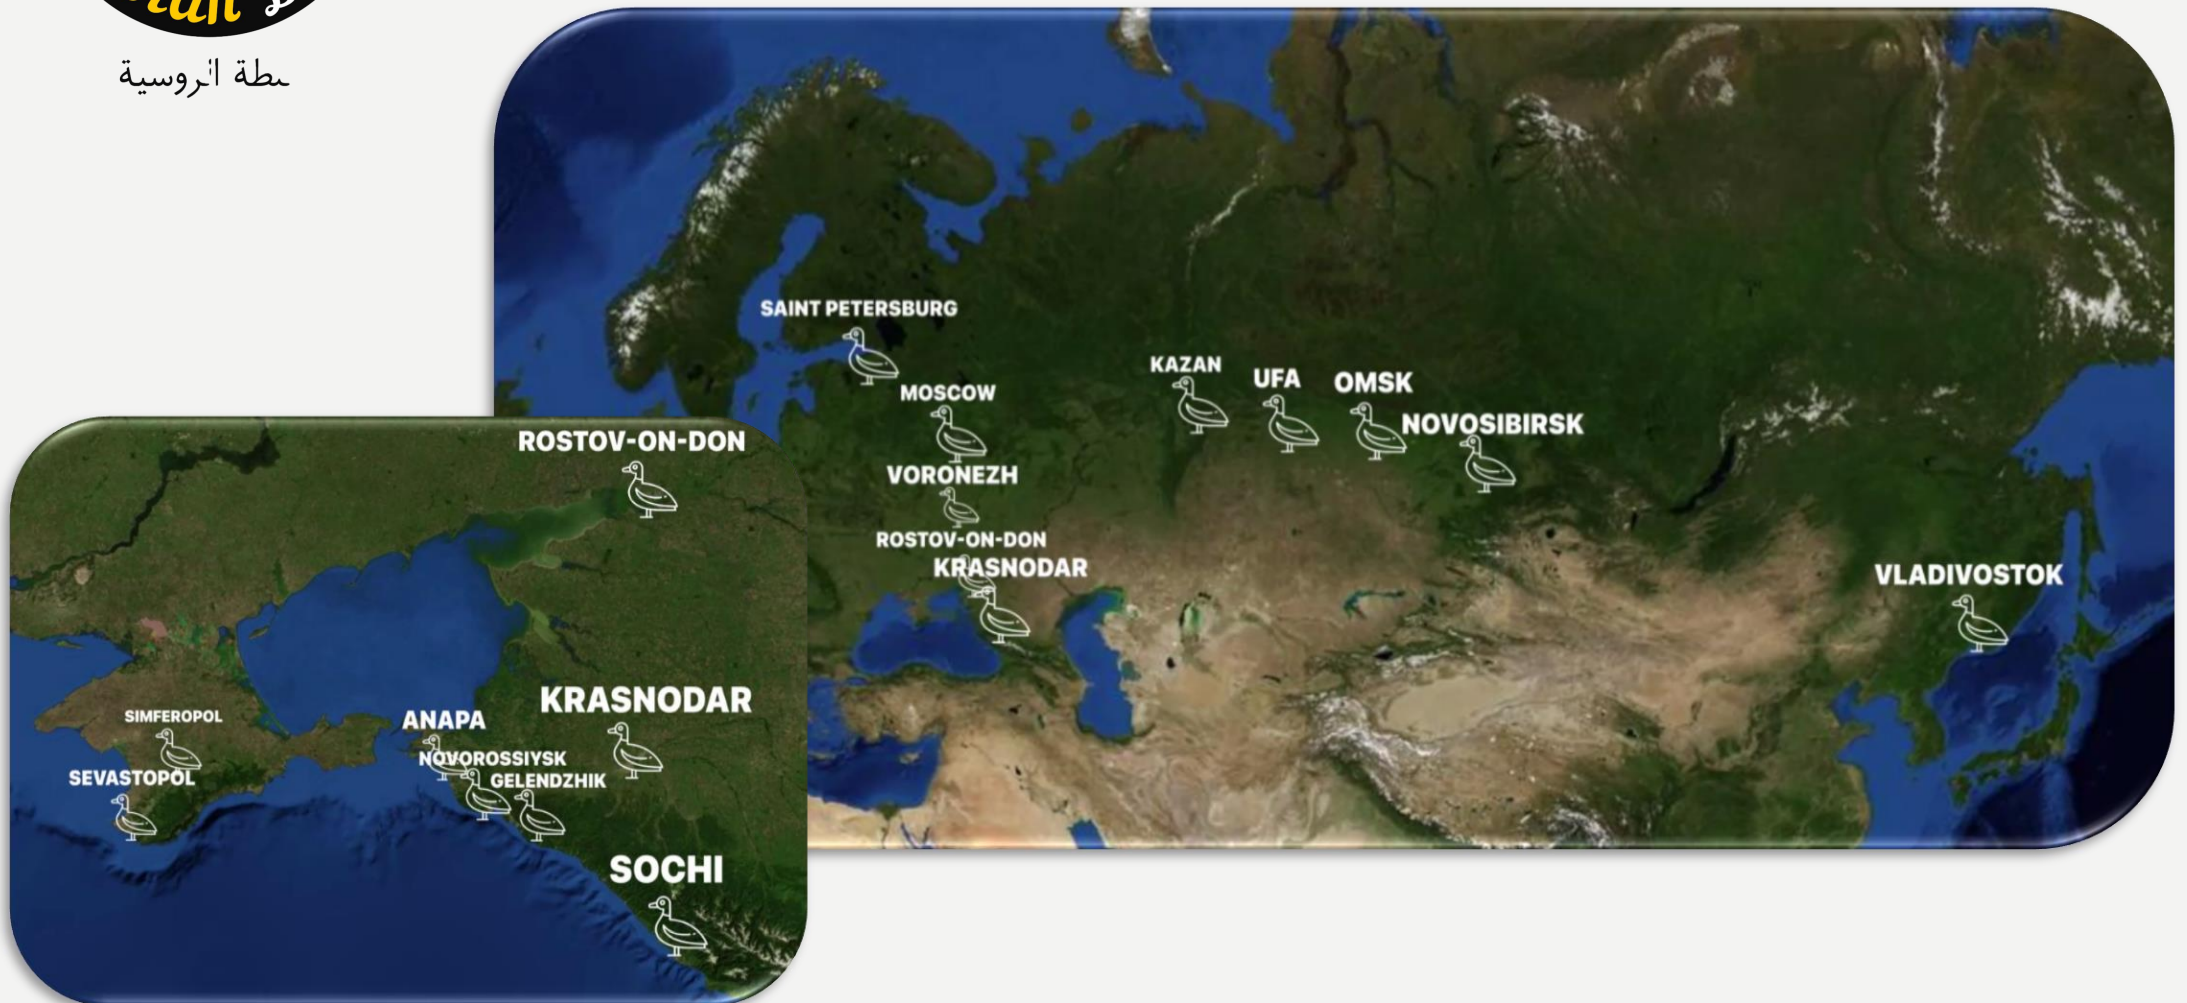 بطة الروسية
SAINT PETERSBURG
MOSCOW
VORONEZH
ROSTOV-ON-DON
KRASNODAR
KAZAN
UFA
OMSK
NOVOSIBIRSK
VLADIVOSTOK
ROSTOV-ON-DON
KRASNODAR
SIMFEROPOL
SEVASTOPOL
ANAPA
NOVOROSSIYSK
GELENDZHIK
SOCHI